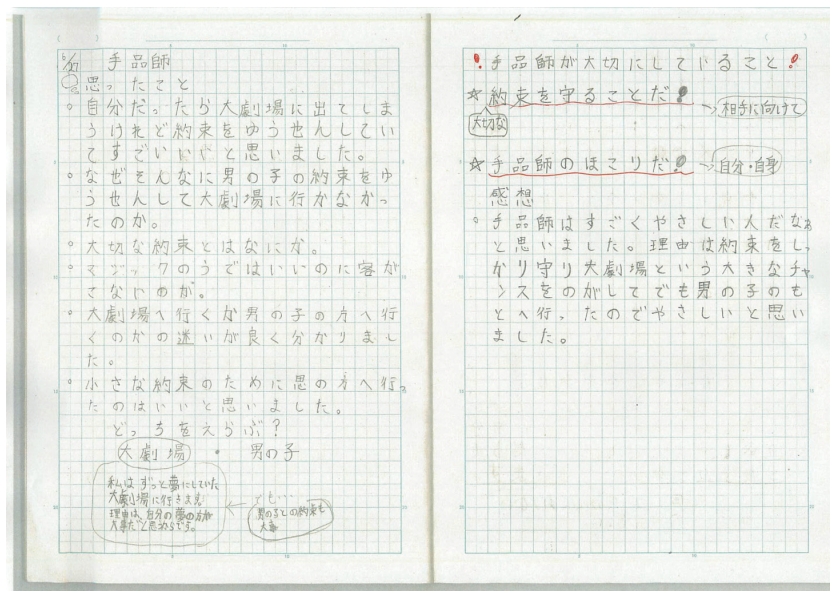 5/27 手品師
思ったこと
。自分だったら大劇場に出てしま
うけれど約束をゆう せんしてい
てすごいいいと思いました。
。なぜそんなに男の子の約束をゆ
う せんして大劇場に行かなかっ
たのか。
。大切な約束とはなにか。
。マジックのうではいいのに客が
こないのが。
。大劇場へ行くか男の子の方へ行
くのかの迷いが良く分かりまし
た。
。小さな約束のために思の方へ行っ
たのはいいと思いました。
どっちをえらぶ?
大劇場 ・ 男の子
私は ずっと夢にしていた
大劇場に行きます!
理由は、自分の夢の方が
大事だと思うからです。
でも…
男の子との約束も
大事
!手品師が大切にしていること!
☆約束を守ることだ!
→相手に向けて
大切な
☆手品師のほこりだ!→自分・自身
感想
。手品師はすごくやさしい人だなぁ
と思いました。理由は約束をしっ
かり守り大劇場という大きなチャ
ンスをのがしてでも男の子のも
とへ行ったのでやさしいと思い
ました。